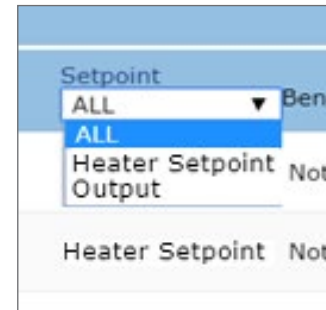 Setpoint
ALL ▼ Ben
ALL
Heater Setpoint Not
Output
Heater Setpoint Not